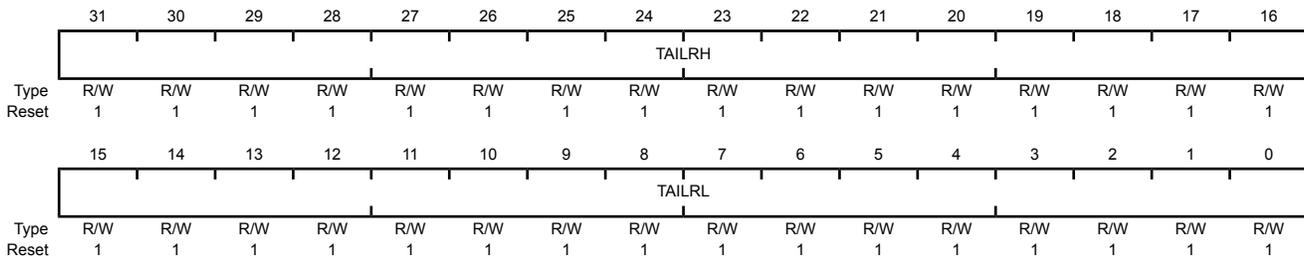 31 30 29 28 27 26 25 24 23 22 21 20 19 18 17 16
TAILRH
Type R/W R/W R/W R/W R/W R/W R/W R/W R/W R/W R/W R/W R/W R/W R/W R/W
Reset 1 1 1 1 1 1 1 1 1 1 1 1 1 1 1 1
15 14 13 12 11 10 9 8 7 6 5 4 3 2 1 0
TAILRL
Type R/W R/W R/W R/W R/W R/W R/W R/W R/W R/W R/W R/W R/W R/W R/W R/W
Reset 1 1 1 1 1 1 1 1 1 1 1 1 1 1 1 1